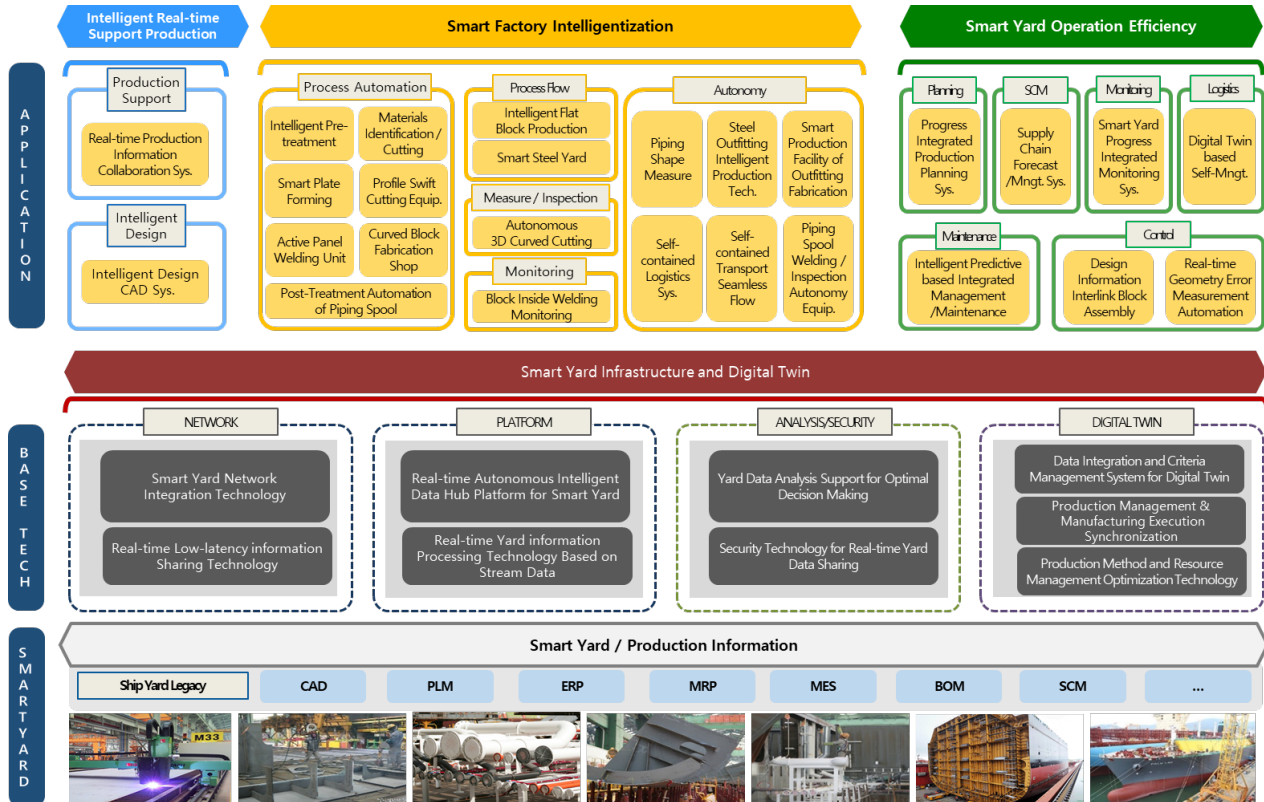 Intelligent Real-time
Support Production
Smart Factory Intelligentization
Smart Yard Operation Efficiency
APPLICATION
Production
Support
Real-time Production
Information
Collaboration Sys.
Intelligent
Design
Intelligent Design
CAD Sys.
Process Automation
Intelligent Pre-
treatment
Materials
Identification /
Cutting
Smart Plate
Forming
Profile Swift
Cutting Equip.
Active Panel
Welding Unit
Curved Block
Fabrication
Shop
Post-Treatment Automation
of Piping Spool
Process Flow
Intelligent Flat
Block Production
Smart Steel Yard
Measure / Inspection
Autonomous
3D Curved Cutting
Monitoring
Block Inside Welding
Monitoring
Autonomy
Piping
Shape
Measure
Steel
Outfitting
Intelligent
Production
Tech.
Smart
Production
Facility of
Outfitting
Fabrication
Self-
contained
Logistics
Sys.
Self-
contained
Transport
Seamless
Flow
Piping
Spool
Welding /
Inspection
Autonomy
Equip.
Planning
Progress
Integrated
Production
Planning
Sys.
SCM
Supply
Chain
Forecast
/Mngt. Sys.
Monitoring
Smart Yard
Progress
Integrated
Monitoring
Sys.
Logistics
Digital Twin
based
Self-Mngt.
Maintenance
Intelligent Predictive
based Integrated
Management
/Maintenance
Control
Design
Information
Interlink Block
Assembly
Real-time
Geometry Error
Measurement
Automation
Smart Yard Infrastructure and Digital Twin
BASE TECH
NETWORK
Smart Yard Network
Integration Technology
Real-time Low-latency information
Sharing Technology
PLATFORM
Real-time Autonomous Intelligent
Data Hub Platform for Smart Yard
Real-time Yard information
Processing Technology Based on
Stream Data
ANALYSIS/SECURITY
Yard Data Analysis Support for Optimal
Decision Making
Security Technology for Real-time Yard
Data Sharing
DIGITAL TWIN
Data Integration and Criteria
Management System for Digital Twin
Production Management &
Manufacturing Execution
Synchronization
Production Method and Resource
Management Optimization Technology
SMARTYARD
Smart Yard / Production Information
Ship Yard Legacy
CAD
PLM
ERP
MRP
MES
BOM
SCM
...
M33